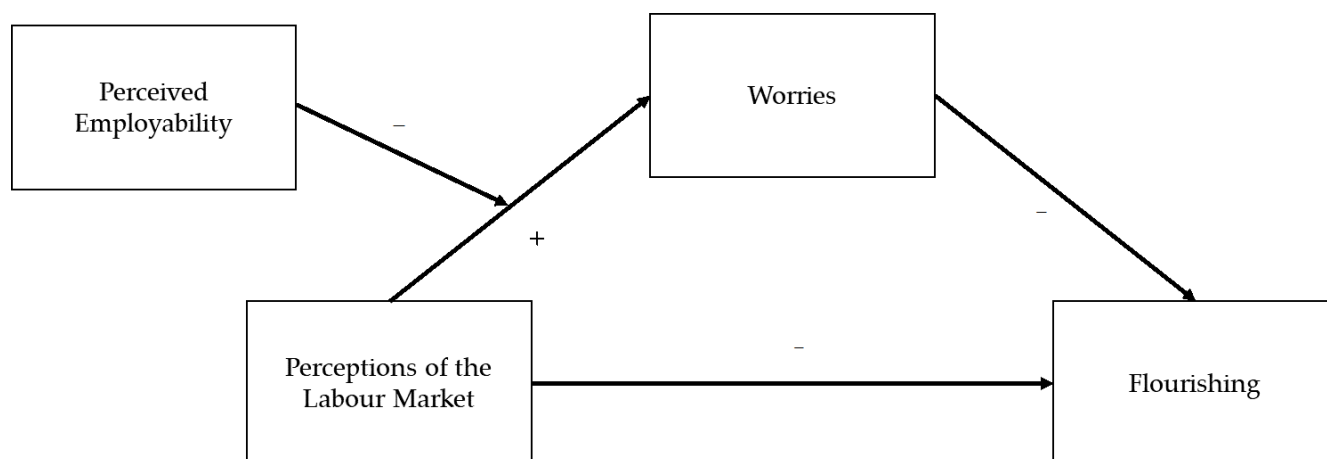 Perceived
Employability
Worries
–
–
+
Perceptions of the
Labour Market
–
Flourishing